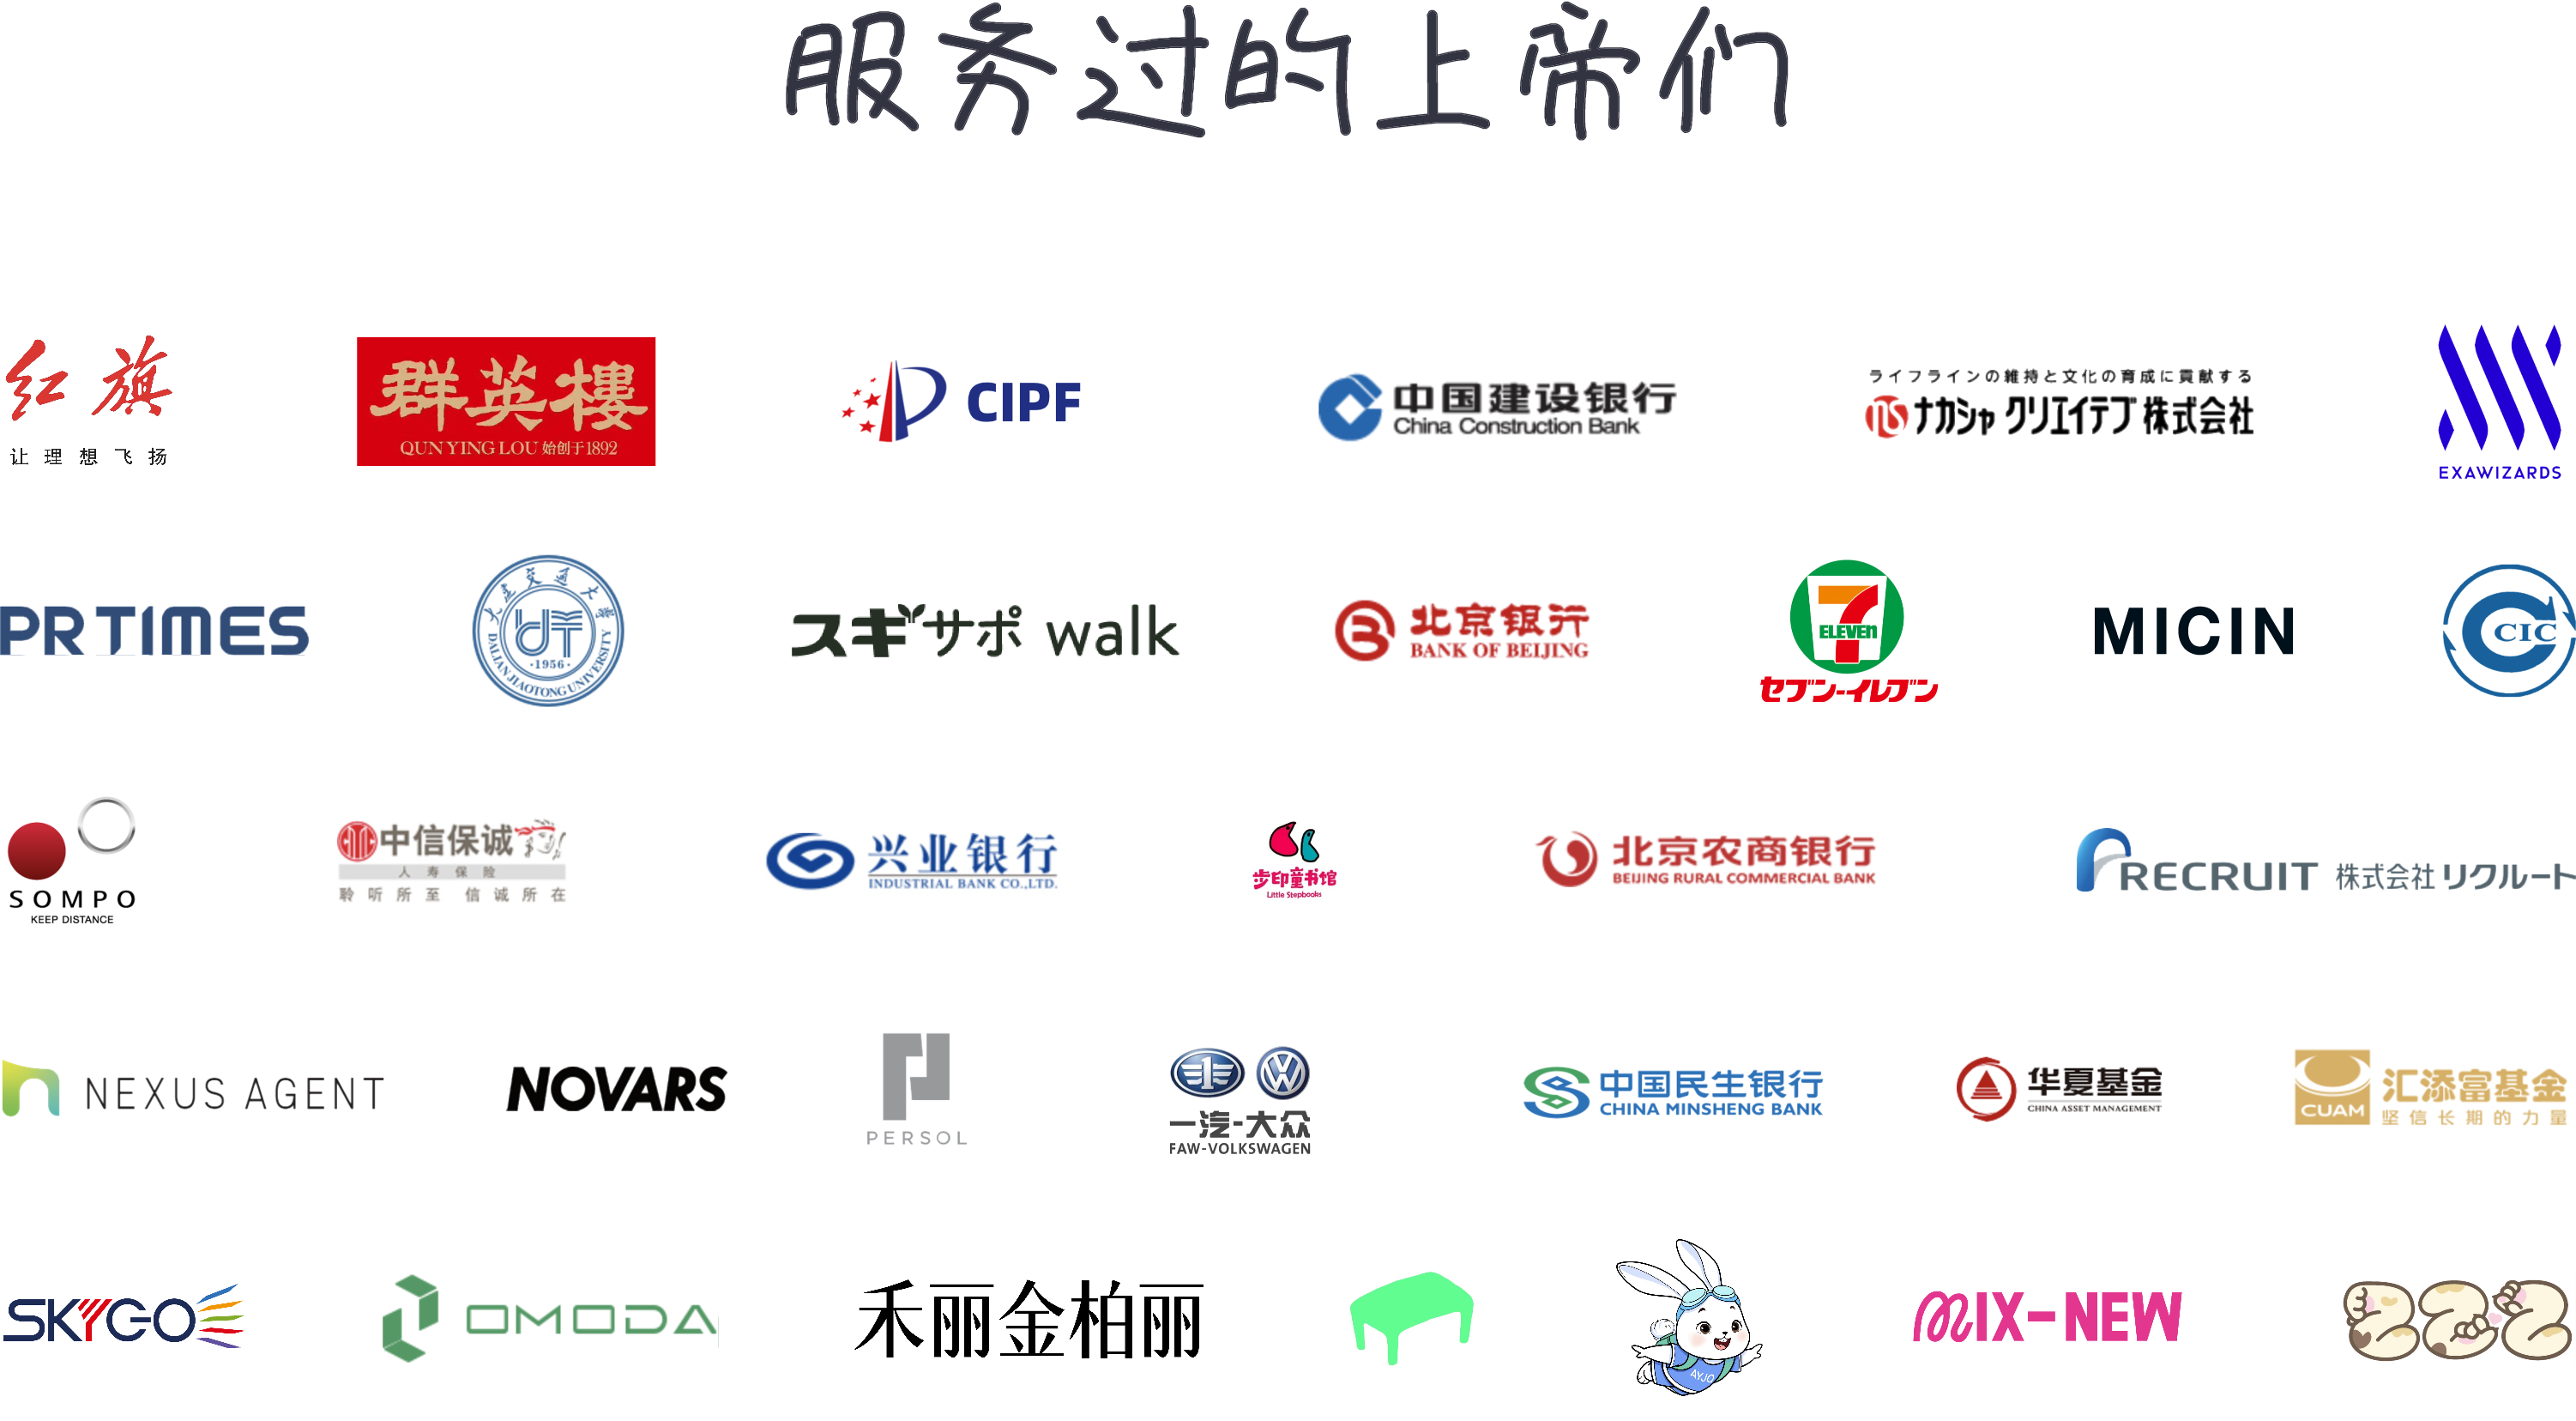 服务过的上帝们
红旗
让理想飞扬
群英樓
QUN YING LOU 始创于1892
CIPF
中国建设银行
China Construction Bank
ライフラインの維持と文化の育成に貢献する
ナカシャ クリエイテブ 株式会社
EXAWIZARDS
PR TIMES
大连交通大学
DALIAN JIAOTONG UNIVERSITY
·1956·
スギサポ walk
北京银行
BANK OF BEIJING
7
ELEVEn
セブン-イレブン
MICIN
CIC
SOMPO
KEEP DISTANCE
中信保诚
人寿保险
聆听所至 信诚所在
兴业银行
INDUSTRIAL BANK CO.,LTD.
步印童书馆
Little Stepbooks
北京农商银行
BEIJING RURAL COMMERCIAL BANK
RECRUIT 株式会社 リクルート
NEXUS AGENT
NOVARS
PERSOL
一汽-大众
FAW-VOLKSWAGEN
中国民生银行
CHINA MINSHENG BANK
华夏基金
CHINA ASSET MANAGEMENT
CUAM
汇添富基金
坚信长期的力量
SKYGO
OMODA
禾丽金柏丽
AYJO
MIX-NEW